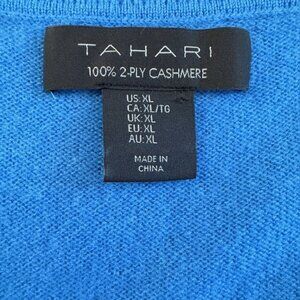 TAHARI
100% 2-PLY CASHMERE
US: XL
CA: XL/TG
UK: XL
EU: XL
AU: XL
MADE IN
CHINA